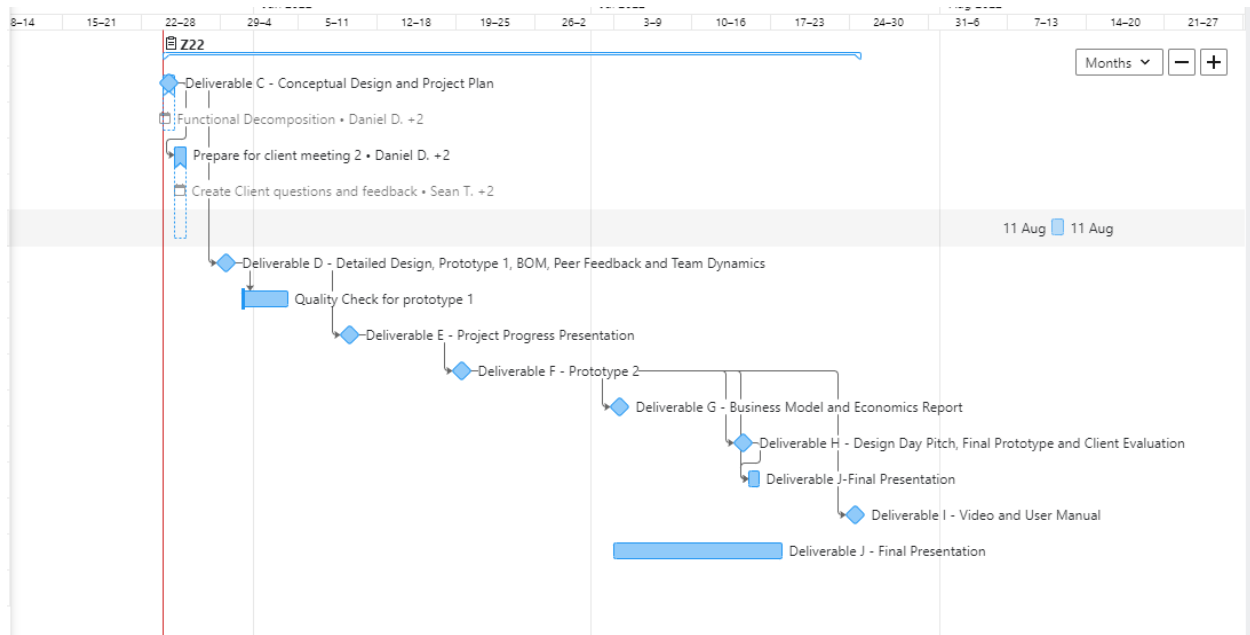 8–14 15–21 22–28 29–4 5–11 12–18 19–25 26–2 3–9 10–16 17–23 24–30 31–6 7–13 14–20 21–27
Z22
Months
Deliverable C - Conceptual Design and Project Plan
Functional Decomposition • Daniel D. +2
Prepare for client meeting 2 • Daniel D. +2
Create Client questions and feedback • Sean T. +2
11 Aug 11 Aug
Deliverable D - Detailed Design, Prototype 1, BOM, Peer Feedback and Team Dynamics
Quality Check for prototype 1
Deliverable E - Project Progress Presentation
Deliverable F - Prototype 2
Deliverable G - Business Model and Economics Report
Deliverable H - Design Day Pitch, Final Prototype and Client Evaluation
Deliverable J-Final Presentation
Deliverable I - Video and User Manual
Deliverable J - Final Presentation